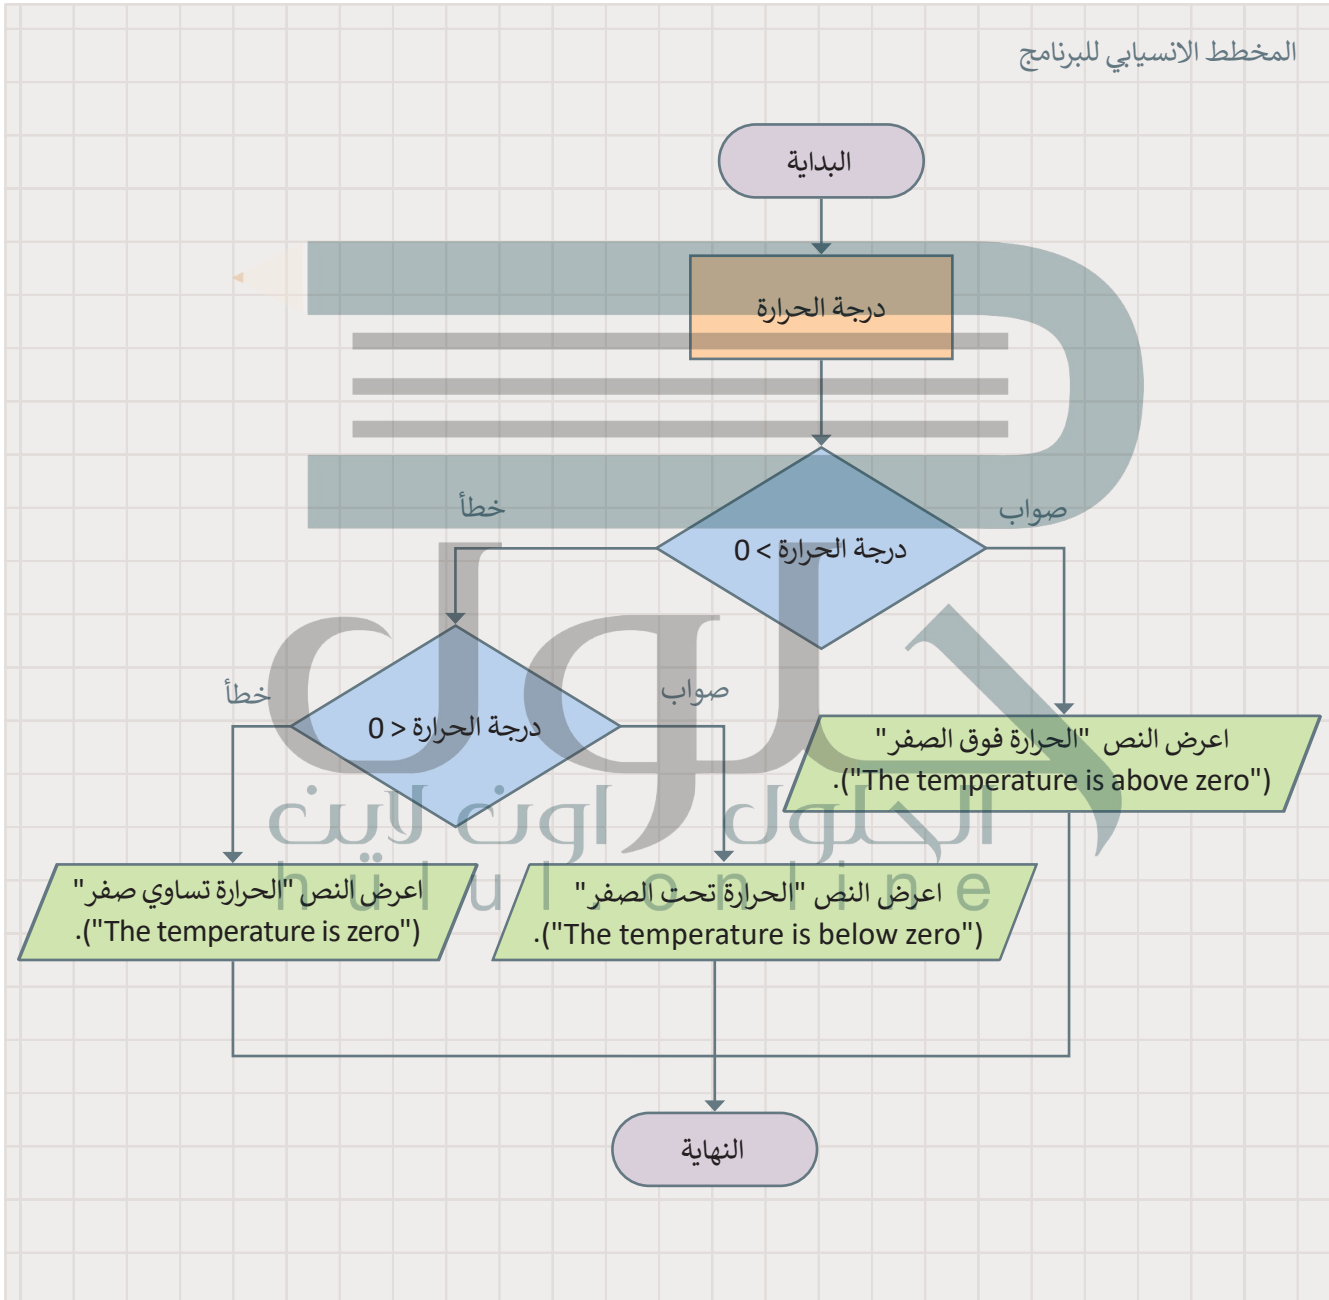 المخطط الانسيابي للبرنامج
البداية
درجة الحرارة
صواب
خطأ
درجة الحرارة > 0
صواب
خطأ
درجة الحرارة < 0
اعرض النص "الحرارة فوق الصفر"
("The temperature is above zero").
اعرض النص "الحرارة تحت الصفر"
("The temperature is below zero").
اعرض النص "الحرارة تساوي صفر"
("The temperature is zero").
النهاية
حلول
الحلول اون لاين
hulul online